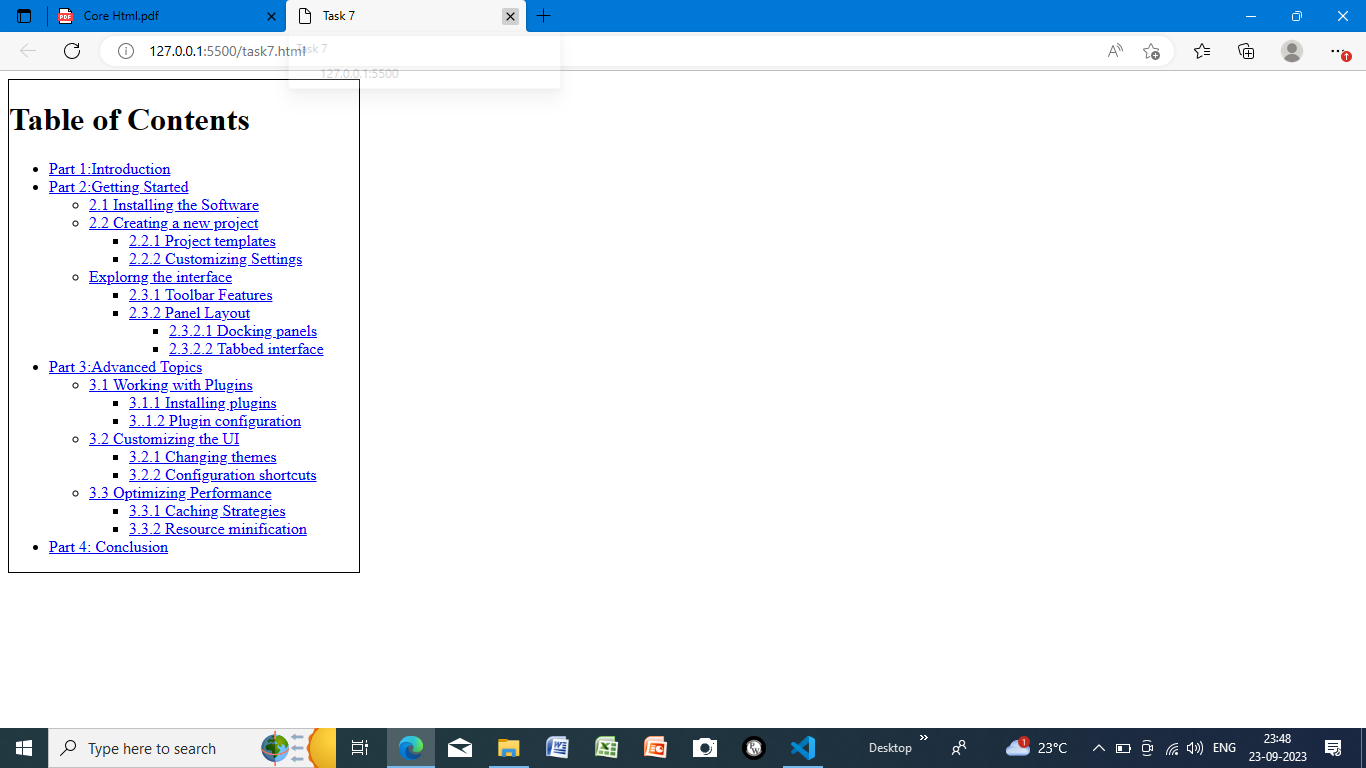 Core Html.pdf
Task 7
127.0.0.1:5500/task7.html
Task 7
127.0.0.1:5500
Table of Contents
Part 1:Introduction
Part 2:Getting Started
2.1 Installing the Software
2.2 Creating a new project
2.2.1 Project templates
2.2.2 Customizing Settings
Explorng the interface
2.3.1 Toolbar Features
2.3.2 Panel Layout
2.3.2.1 Docking panels
2.3.2.2 Tabbed interface
Part 3:Advanced Topics
3.1 Working with Plugins
3.1.1 Installing plugins
3..1.2 Plugin configuration
3.2 Customizing the UI
3.2.1 Changing themes
3.2.2 Configuration shortcuts
3.3 Optimizing Performance
3.3.1 Caching Strategies
3.3.2 Resource minification
Part 4: Conclusion
Type here to search
Desktop
1
23°C
ENG
23:48
23-09-2023